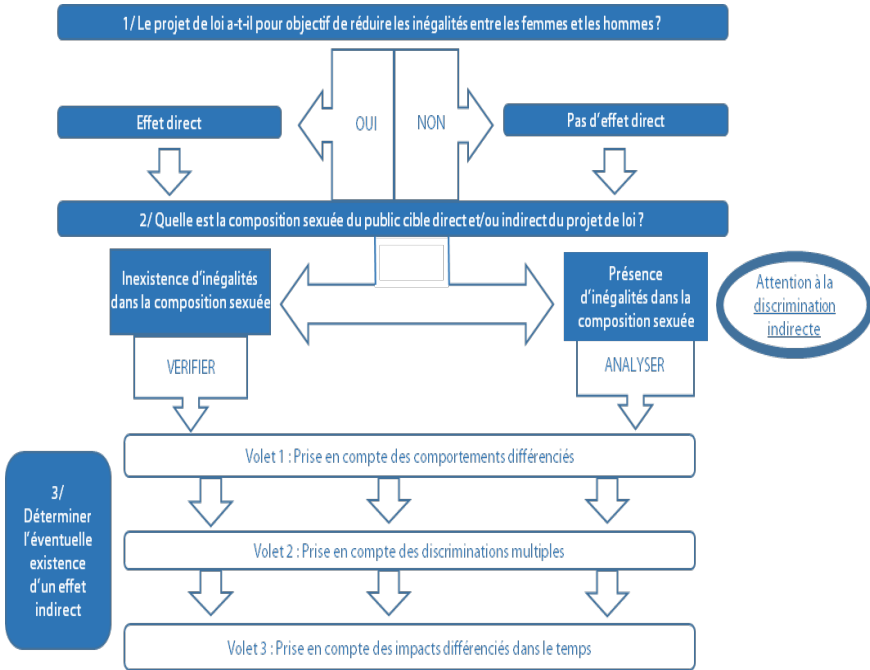 1/ Le projet de loi a-t-il pour objectif de réduire les inégalités entre les femmes et les hommes ?
Effet direct
OUI
NON
Pas d'effet direct
2/ Quelle est la composition sexuée du public cible direct et/ou indirect du projet de loi ?
Inexistence d'inégalités
dans la composition sexuée
Présence
d'inégalités dans la
composition sexuée
Attention à la
discrimination
indirecte
VERIFIER
ANALYSER
3/
Déterminer
l'éventuelle
existence
d'un effet
indirect
Volet 1 : Prise en compte des comportements différenciés
Volet 2 : Prise en compte des discriminations multiples
Volet 3 : Prise en compte des impacts différenciés dans le temps